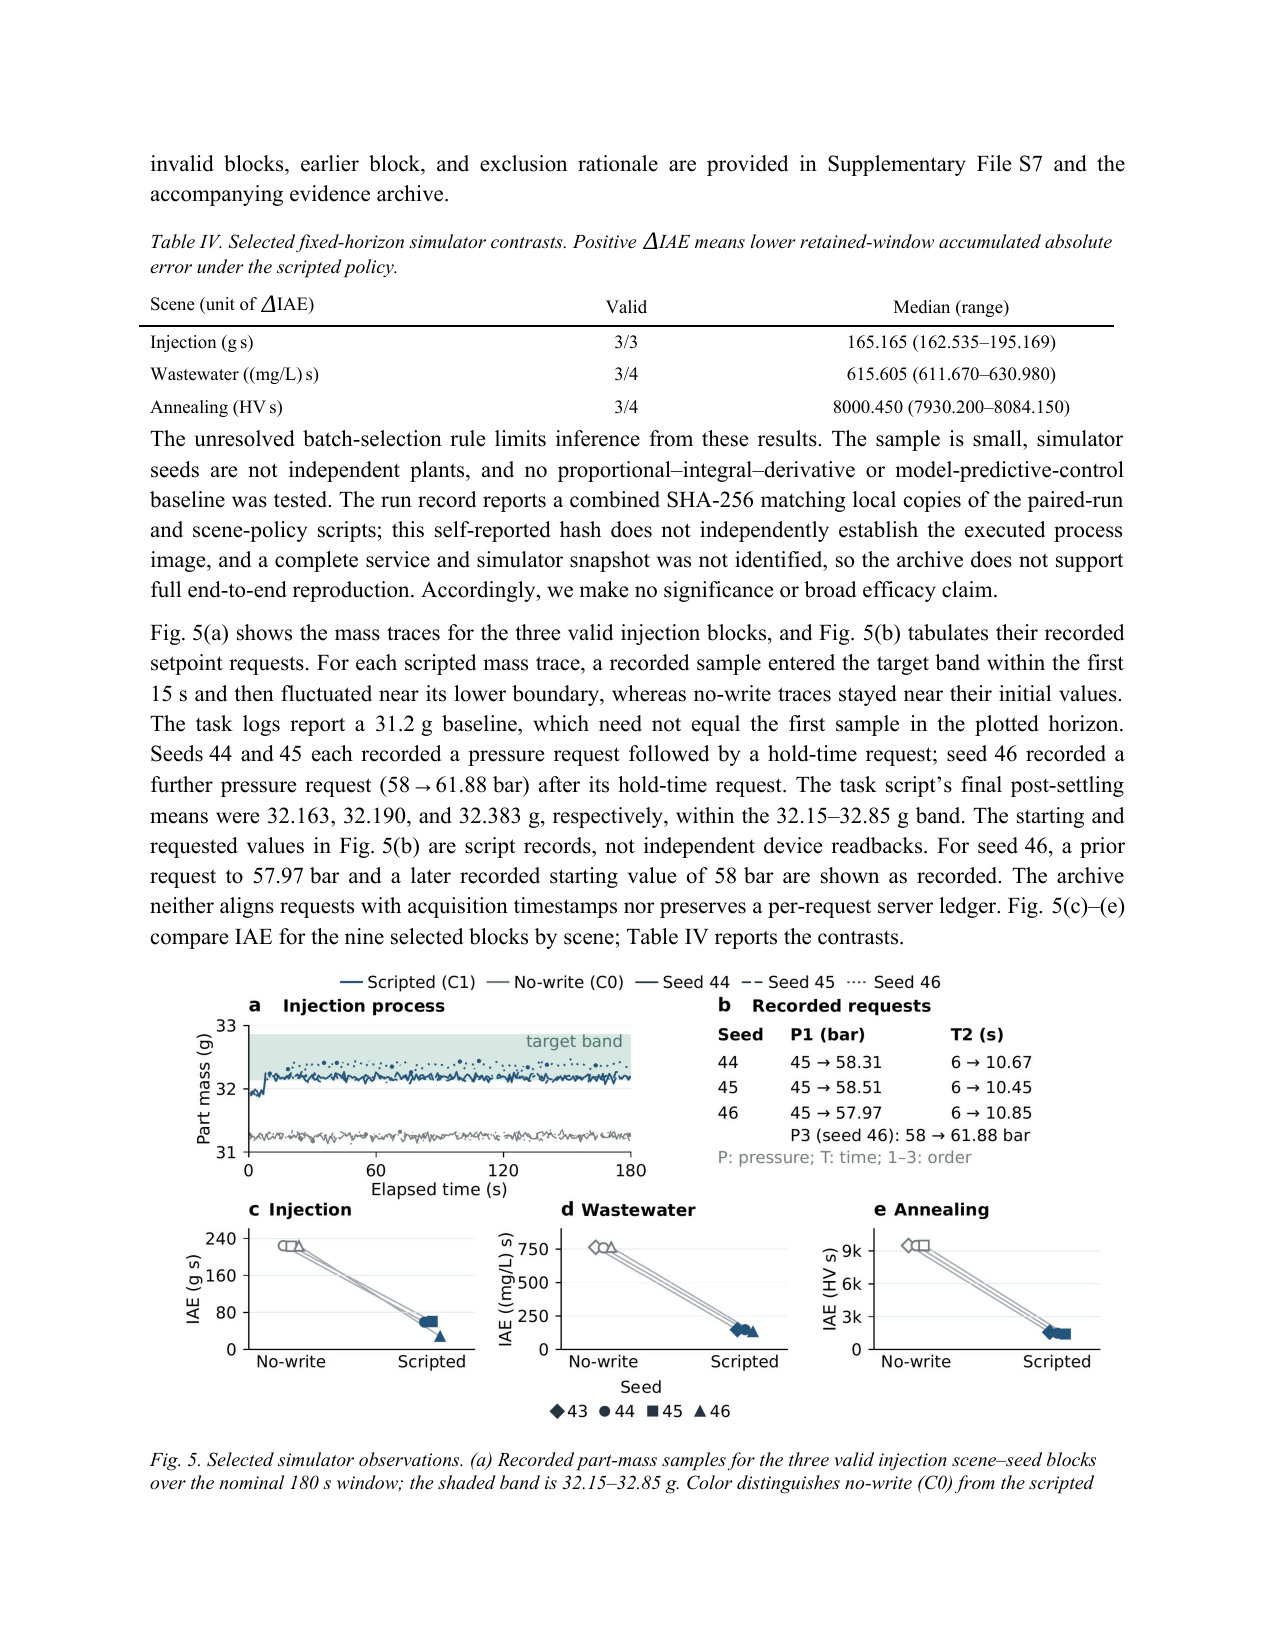 invalid blocks, earlier block, and exclusion rationale are provided in Supplementary File S7 and the
accompanying evidence archive.
Table IV. Selected fixed-horizon simulator contrasts. Positive ΔIAE means lower retained-window accumulated absolute
error under the scripted policy.
Scene (unit of ΔIAE) Valid Median (range)
Injection (g s) 3/3 165.165 (162.535–195.169)
Wastewater ((mg/L) s) 3/4 615.605 (611.670–630.980)
Annealing (HV s) 3/4 8000.450 (7930.200–8084.150)
The unresolved batch-selection rule limits inference from these results. The sample is small, simulator
seeds are not independent plants, and no proportional–integral–derivative or model-predictive-control
baseline was tested. The run record reports a combined SHA-256 matching local copies of the paired-run
and scene-policy scripts; this self-reported hash does not independently establish the executed process
image, and a complete service and simulator snapshot was not identified, so the archive does not support
full end-to-end reproduction. Accordingly, we make no significance or broad efficacy claim.
Fig. 5(a) shows the mass traces for the three valid injection blocks, and Fig. 5(b) tabulates their recorded
setpoint requests. For each scripted mass trace, a recorded sample entered the target band within the first
15 s and then fluctuated near its lower boundary, whereas no-write traces stayed near their initial values.
The task logs report a 31.2 g baseline, which need not equal the first sample in the plotted horizon.
Seeds 44 and 45 each recorded a pressure request followed by a hold-time request; seed 46 recorded a
further pressure request (58 → 61.88 bar) after its hold-time request. The task script’s final post-settling
means were 32.163, 32.190, and 32.383 g, respectively, within the 32.15–32.85 g band. The starting and
requested values in Fig. 5(b) are script records, not independent device readbacks. For seed 46, a prior
request to 57.97 bar and a later recorded starting value of 58 bar are shown as recorded. The archive
neither aligns requests with acquisition timestamps nor preserves a per-request server ledger. Fig. 5(c)–(e)
compare IAE for the nine selected blocks by scene; Table IV reports the contrasts.
Scripted (C1) No-write (C0) Seed 44 Seed 45 Seed 46
a Injection process
33
32
31
Part mass (g)
target band
0 60 120 180
Elapsed time (s)
b Recorded requests
Seed P1 (bar) T2 (s)
44 45 → 58.31 6 → 10.67
45 45 → 58.51 6 → 10.45
46 45 → 57.97 6 → 10.85
P3 (seed 46): 58 → 61.88 bar
P: pressure; T: time; 1–3: order
c Injection
IAE (g s)
240
160
80
0
No-write Scripted
d Wastewater
IAE ((mg/L) s)
750
500
250
0
No-write Scripted
e Annealing
IAE (HV s)
9k
6k
3k
0
No-write Scripted
Seed
43 44 45 46
Fig. 5. Selected simulator observations. (a) Recorded part-mass samples for the three valid injection scene–seed blocks
over the nominal 180 s window; the shaded band is 32.15–32.85 g. Color distinguishes no-write (C0) from the scripted